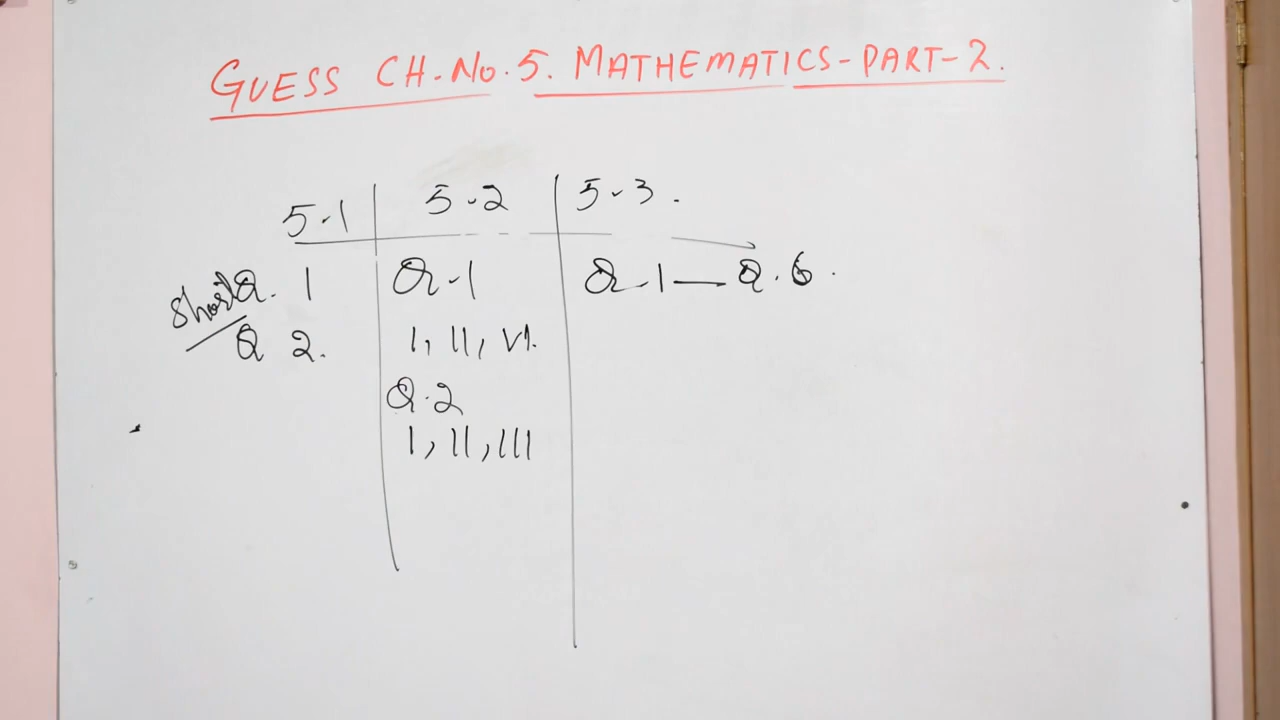 GUESS CH. No. 5. MATHEMATICS-PART-2.
5.1 5.2 5.3.
Short Q. 1 Q.1 Q.1 — Q.6.
Q 2. I, II, VI.
Q.2
I, II, III